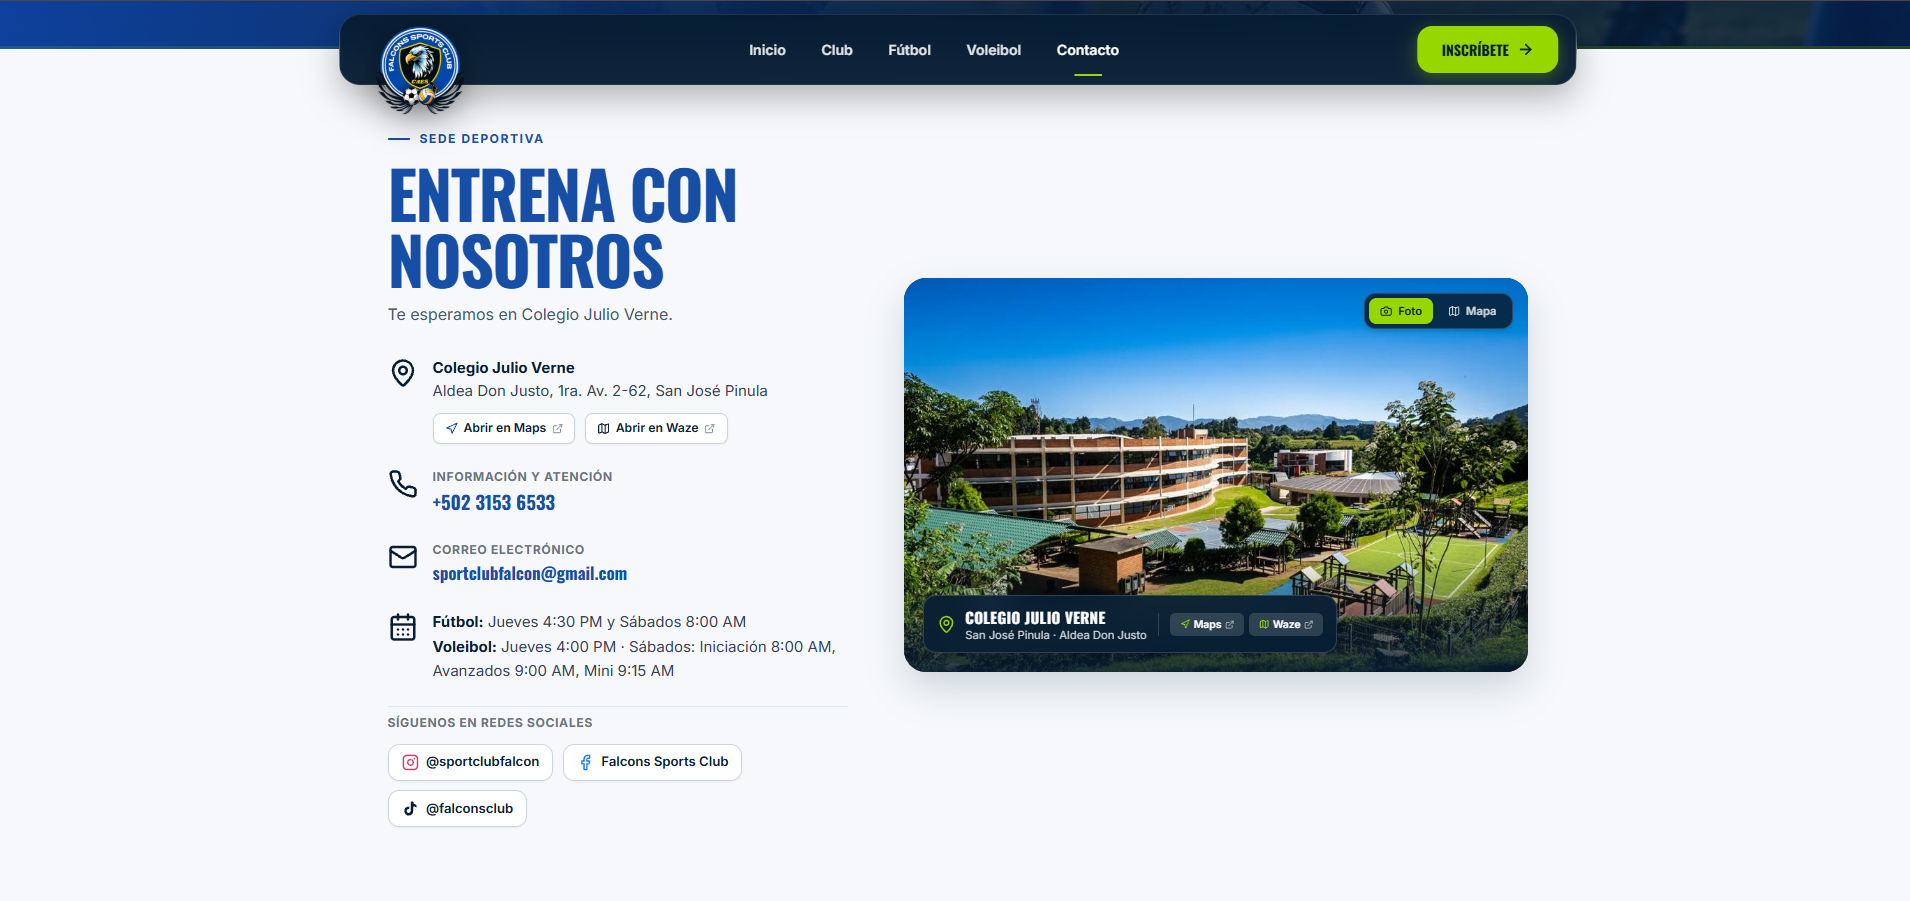 FALCONS SPORTS CLUB
CAES
Inicio
Club
Fútbol
Voleibol
Contacto
INSCRÍBETE
SEDE DEPORTIVA
ENTRENA CON
NOSOTROS
Te esperamos en Colegio Julio Verne.
Colegio Julio Verne
Aldea Don Justo, 1ra. Av. 2-62, San José Pinula
Abrir en Maps
Abrir en Waze
INFORMACIÓN Y ATENCIÓN
+502 3153 6533
CORREO ELECTRÓNICO
sportclubfalcon@gmail.com
Fútbol: Jueves 4:30 PM y Sábados 8:00 AM
Voleibol: Jueves 4:00 PM · Sábados: Iniciación 8:00 AM,
Avanzados 9:00 AM, Mini 9:15 AM
SÍGUENOS EN REDES SOCIALES
@sportclubfalcon
Falcons Sports Club
@falconsclub
Foto
Mapa
COLEGIO JULIO VERNE
San José Pinula · Aldea Don Justo
Maps
Waze